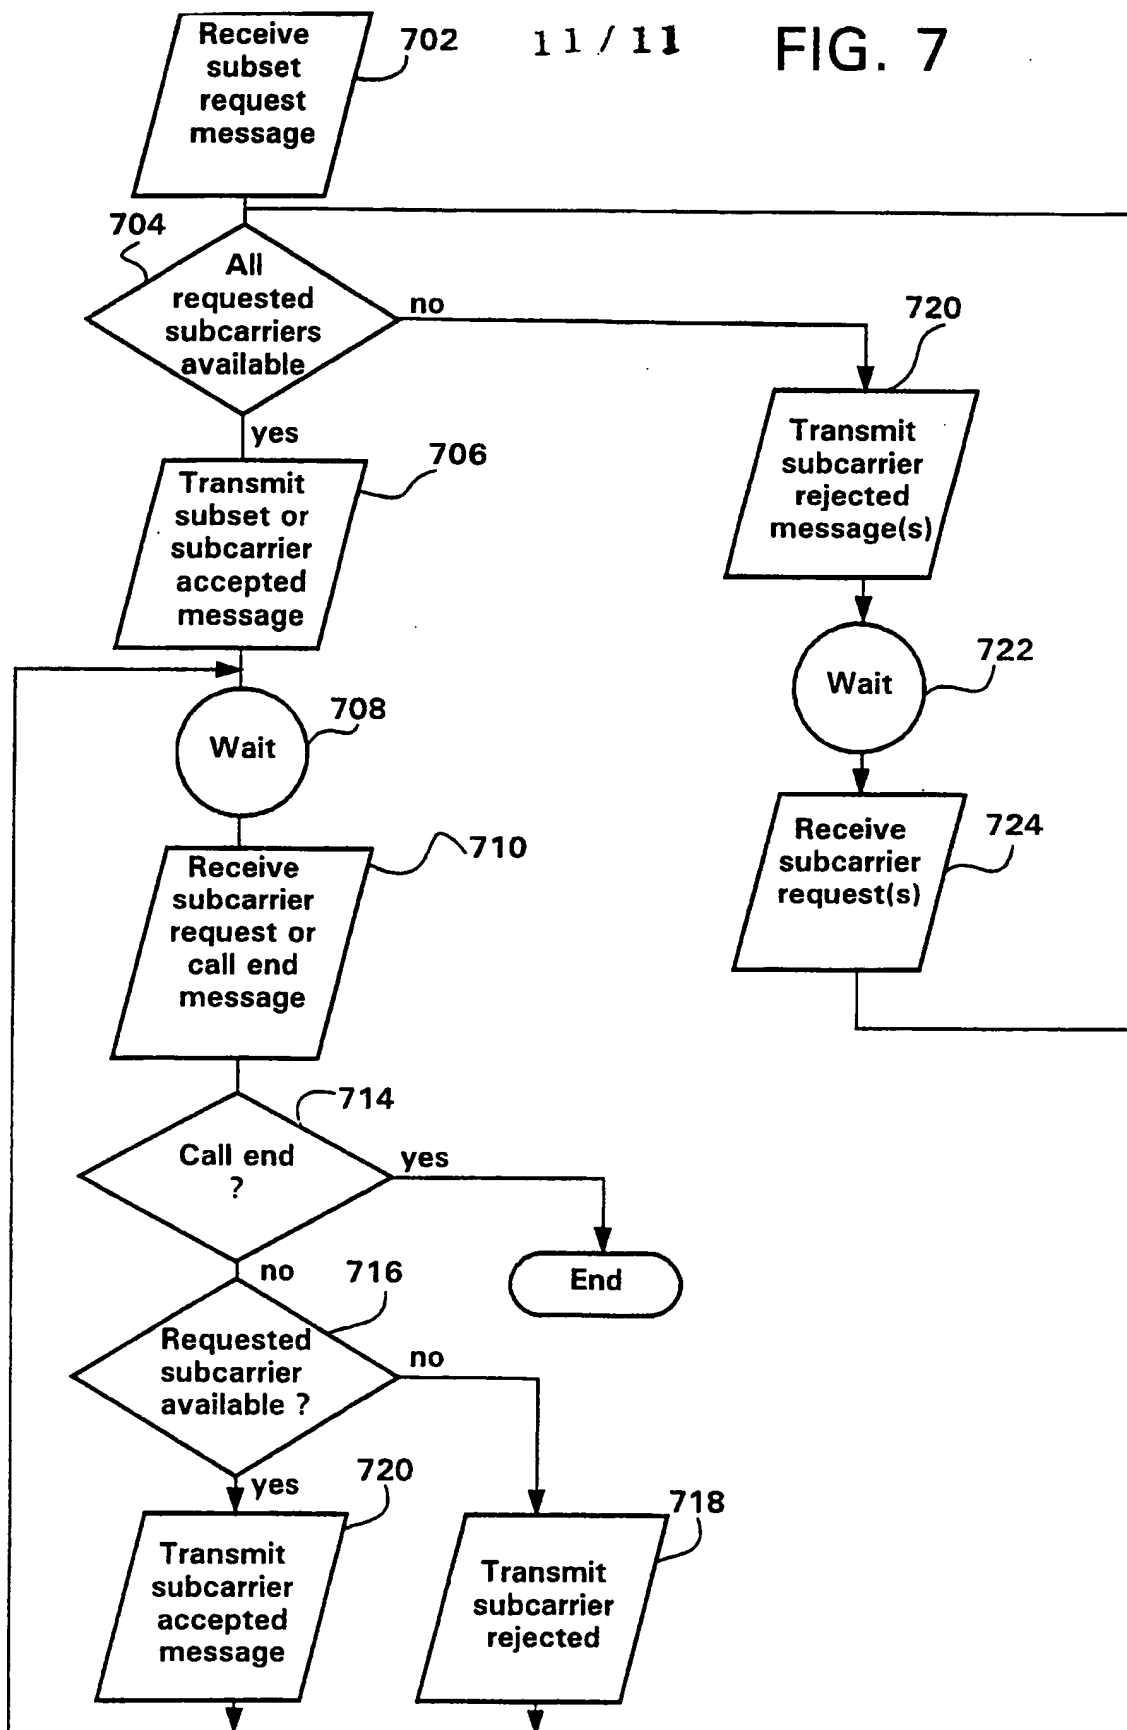 Receive
subset
request
message
702
11/11
FIG. 7
704
All
requested
subcarriers
available
no
yes
720
Transmit
subcarrier
rejected
message(s)
706
Transmit
subset or
subcarrier
accepted
message
722
Wait
708
Wait
724
Receive
subcarrier
request(s)
710
Receive
subcarrier
request or
call end
message
714
Call end
?
yes
End
no
716
Requested
subcarrier
available ?
no
yes
720
Transmit
subcarrier
accepted
message
718
Transmit
subcarrier
rejected